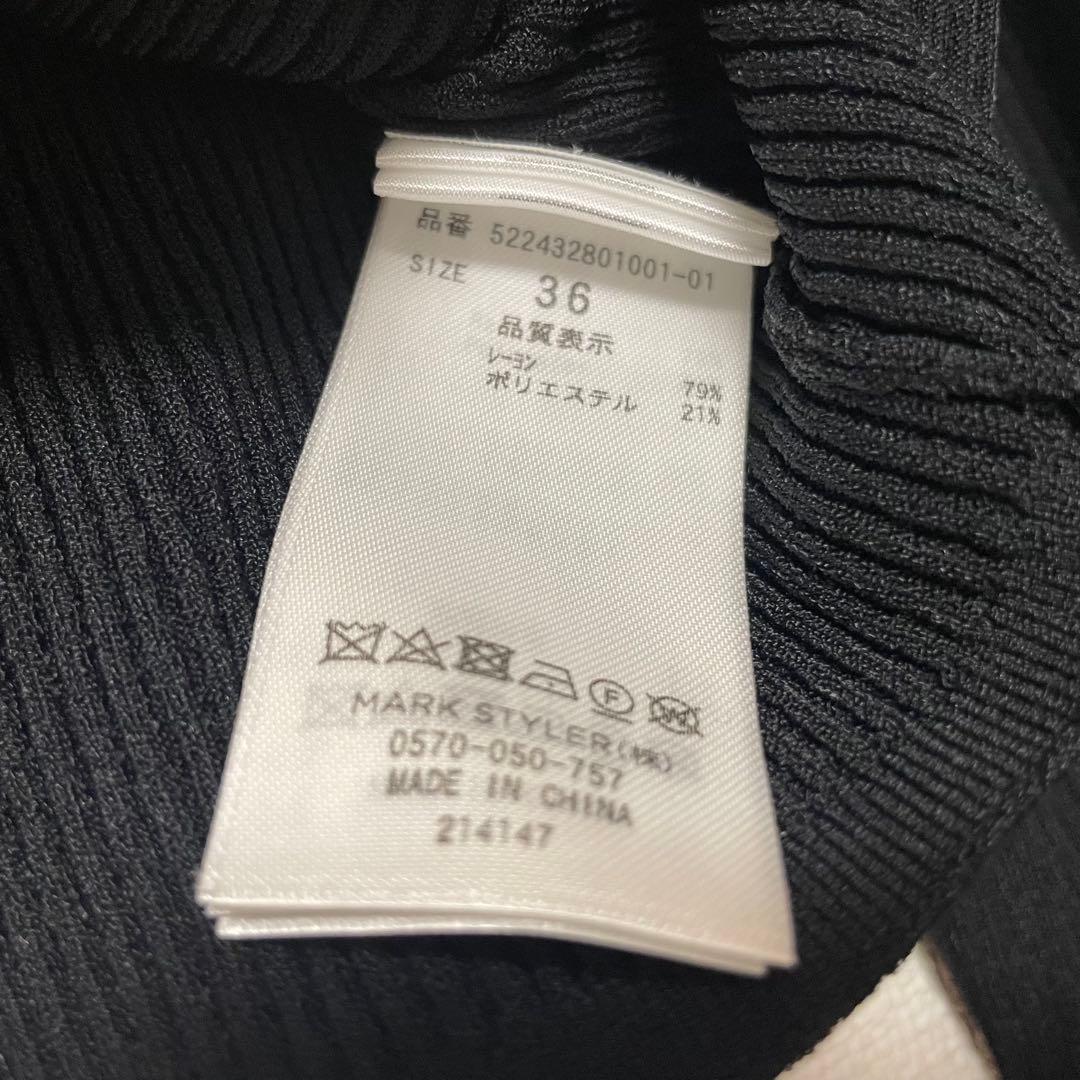 品番 522432801001-01
SIZE 36
品質表示
レーヨン 79%
ポリエステル 21%
F
MARK STYLER(株)
0570-050-757
MADE IN CHINA
214147